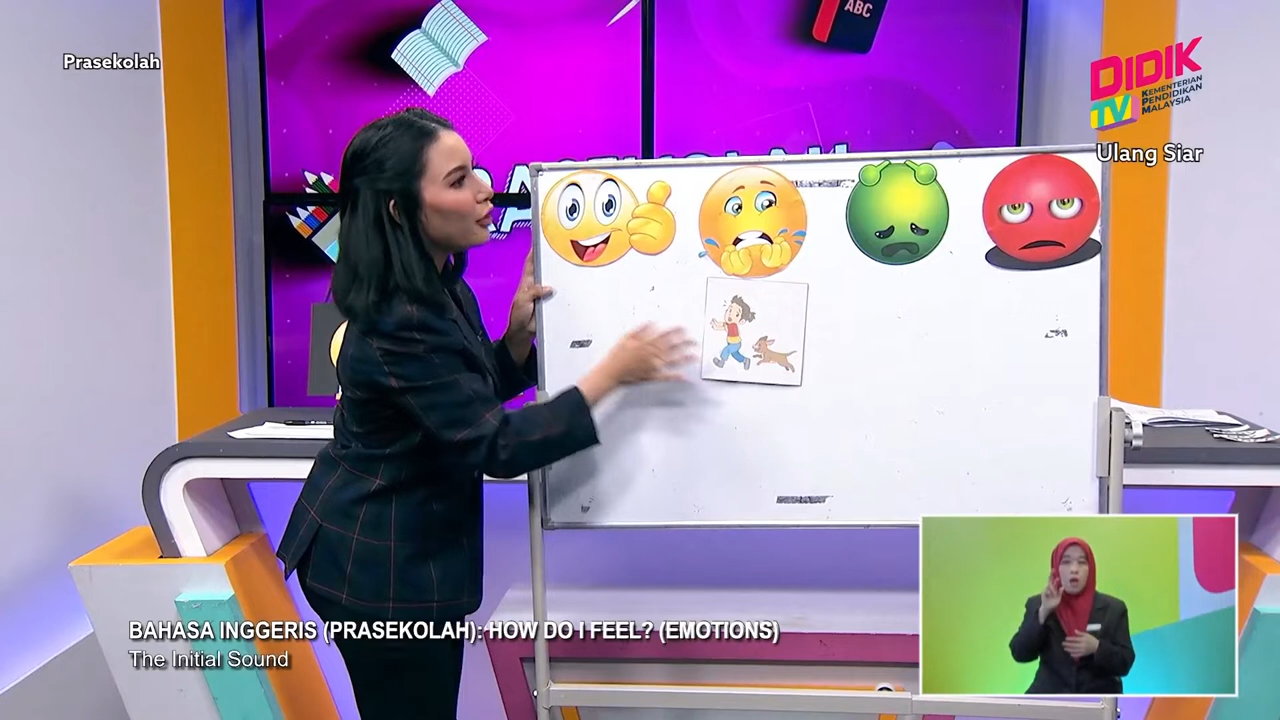 Prasekolah
ABC
DIDIK
TV
KEMENTERIAN
PENDIDIKAN
MALAYSIA
Ulang Siar
BAHASA INGGERIS (PRASEKOLAH): HOW DO I FEEL? (EMOTIONS)
The Initial Sound